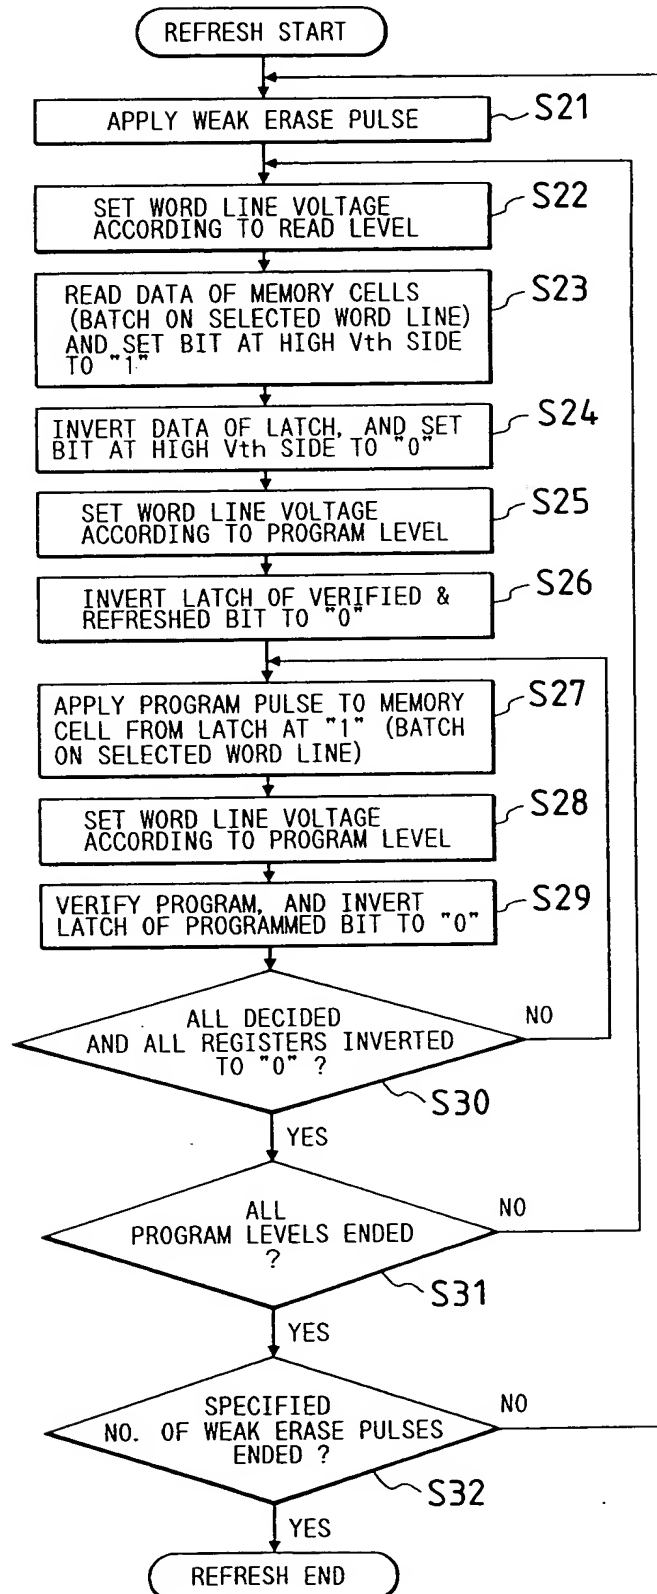 REFRESH START
APPLY WEAK ERASE PULSE
S21
SET WORD LINE VOLTAGE
ACCORDING TO READ LEVEL
S22
READ DATA OF MEMORY CELLS
(BATCH ON SELECTED WORD LINE)
AND SET BIT AT HIGH Vth SIDE
TO "1"
S23
INVERT DATA OF LATCH, AND SET
BIT AT HIGH Vth SIDE TO "0"
S24
SET WORD LINE VOLTAGE
ACCORDING TO PROGRAM LEVEL
S25
INVERT LATCH OF VERIFIED &
REFRESHED BIT TO "0"
S26
APPLY PROGRAM PULSE TO MEMORY
CELL FROM LATCH AT "1" (BATCH
ON SELECTED WORD LINE)
S27
SET WORD LINE VOLTAGE
ACCORDING TO PROGRAM LEVEL
S28
VERIFY PROGRAM, AND INVERT
LATCH OF PROGRAMMED BIT TO "0"
S29
ALL DECIDED
AND ALL REGISTERS INVERTED
TO "0" ?
NO
S30
YES
ALL
PROGRAM LEVELS ENDED
?
NO
S31
YES
SPECIFIED
NO. OF WEAK ERASE PULSES
ENDED ?
NO
S32
YES
REFRESH END